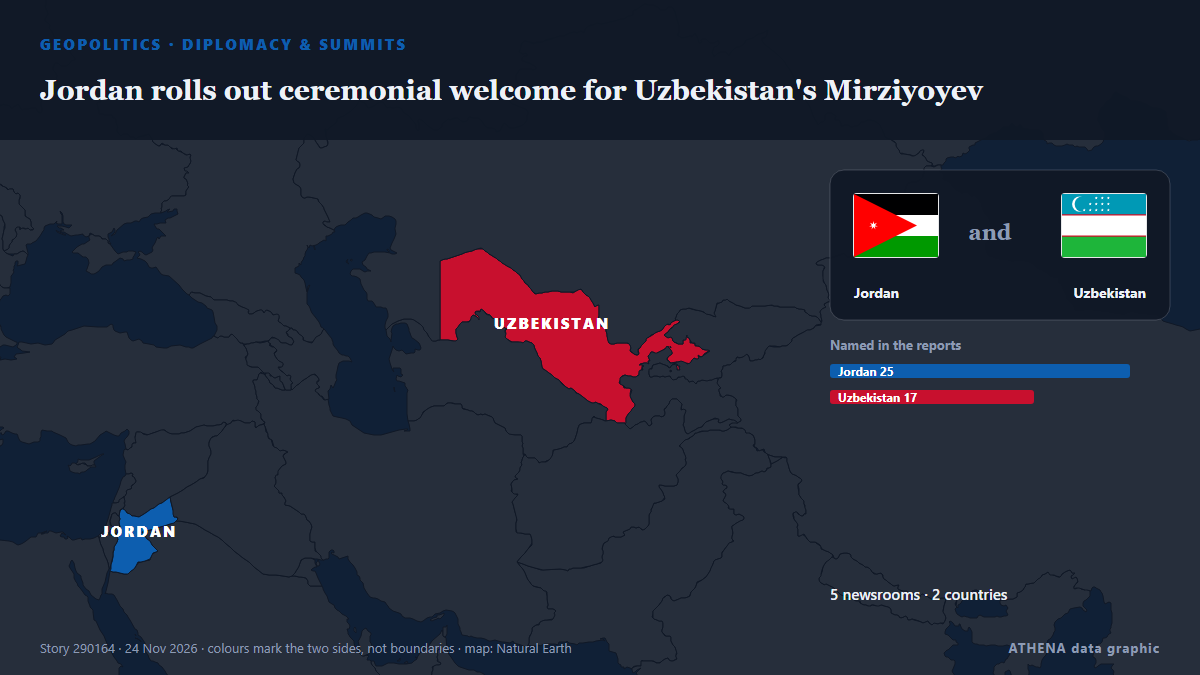 GEOPOLITICS · DIPLOMACY & SUMMITS
Jordan rolls out ceremonial welcome for Uzbekistan's Mirziyoyev
and
Jordan
Uzbekistan
Named in the reports
Jordan 25
Uzbekistan 17
UZBEKISTAN
JORDAN
5 newsrooms · 2 countries
Story 290164 · 24 Nov 2026 · colours mark the two sides, not boundaries · map: Natural Earth
ATHENA data graphic